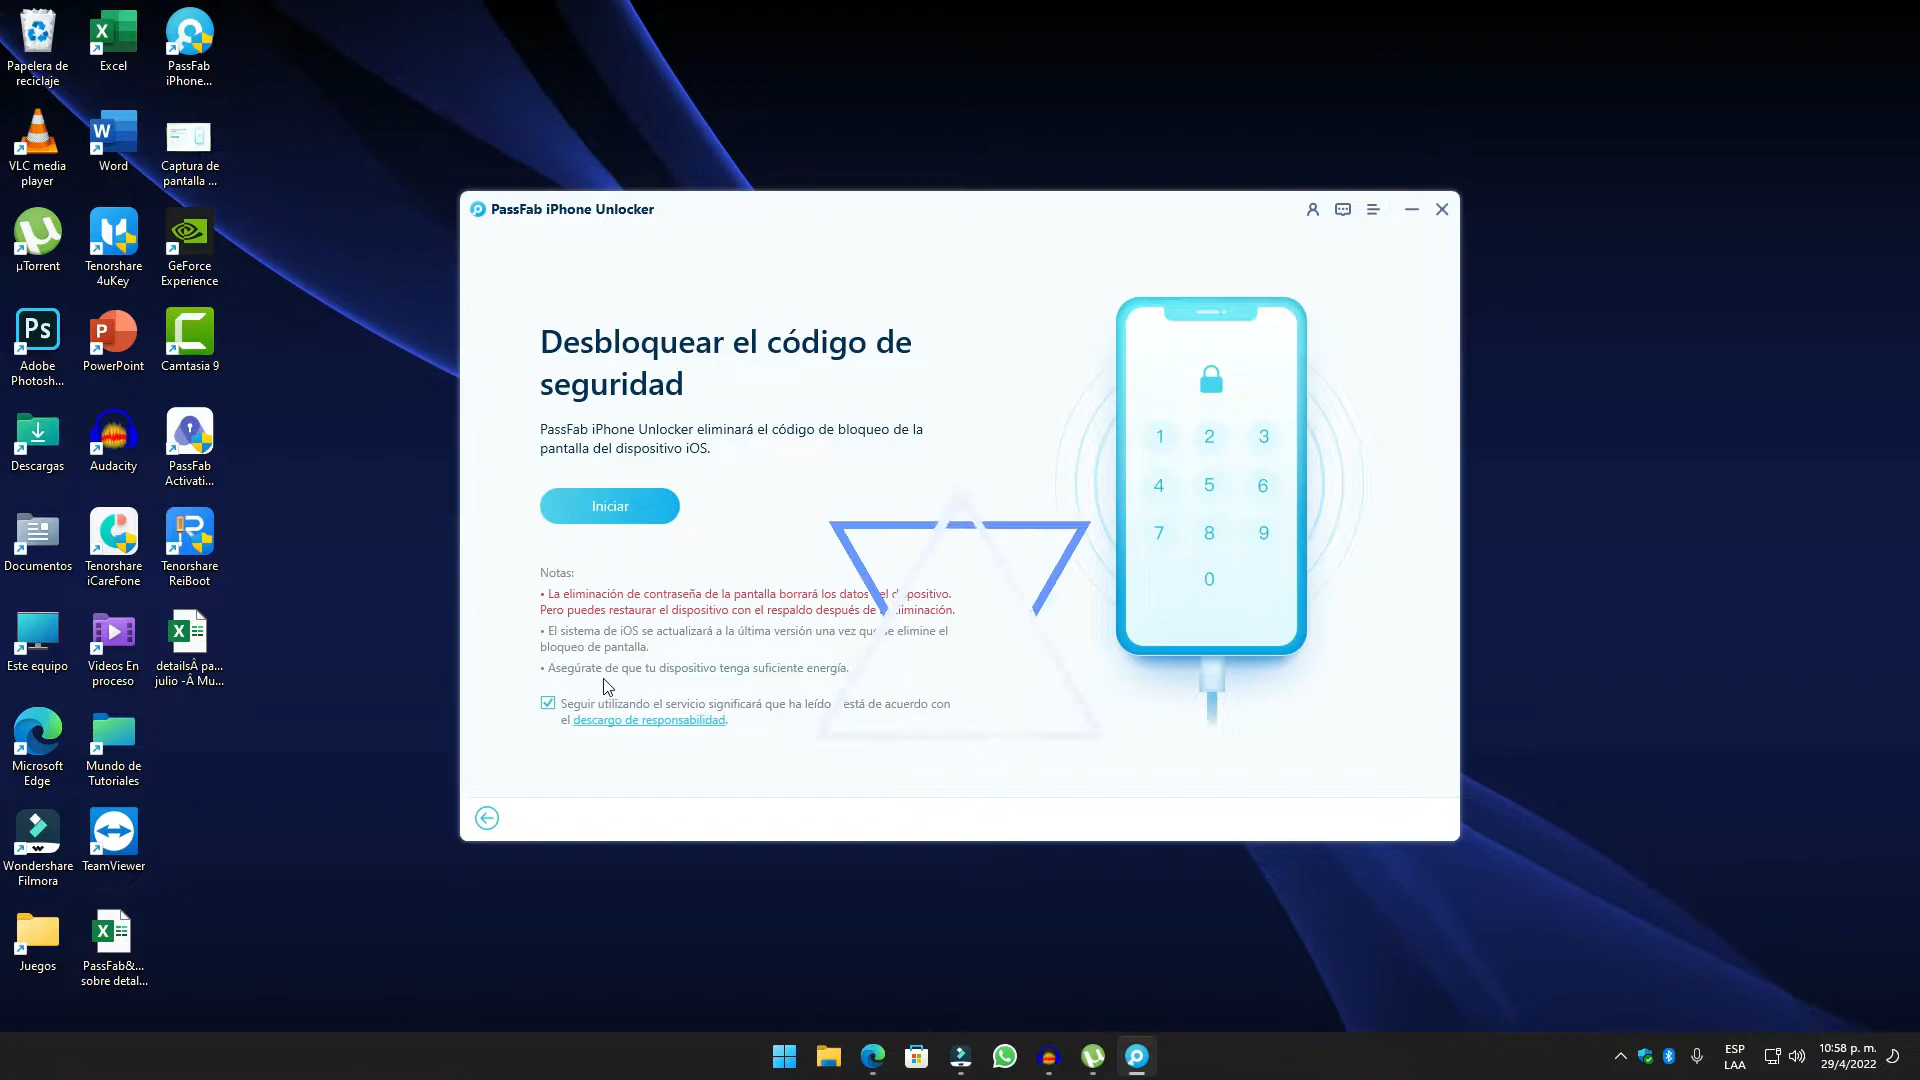 Papelera de
reciclaje
Excel
PassFab
iPhone...
VLC media
player
Word
Captura de
pantalla ...
µTorrent
Tenorshare
4uKey
GeForce
Experience
Adobe
Photosh...
PowerPoint
Camtasia 9
Descargas
Audacity
PassFab
Activati...
Documentos
Tenorshare
iCareFone
Tenorshare
ReiBoot
Este equipo
Videos En
proceso
detailsÂ pa...
julio -Â Mu...
Microsoft
Edge
Mundo de
Tutoriales
Wondershare
Filmora
TeamViewer
Juegos
PassFab&...
sobre detal...
PassFab iPhone Unlocker
Desbloquear el código de
seguridad
PassFab iPhone Unlocker eliminará el código de bloqueo de la
pantalla del dispositivo iOS.
Iniciar
Notas:
• La eliminación de contraseña de la pantalla borrará los datos del dispositivo.
Pero puedes restaurar el dispositivo con el respaldo después de eliminación.
• El sistema de iOS se actualizará a la última versión una vez que se elimine el
bloqueo de pantalla.
• Asegúrate de que tu dispositivo tenga suficiente energía.
Seguir utilizando el servicio significará que ha leído está de acuerdo con
el descargo de responsabilidad.
1 2 3
4 5 6
7 8 9
0
ESP
LAA
10:58 p. m.
29/4/2022